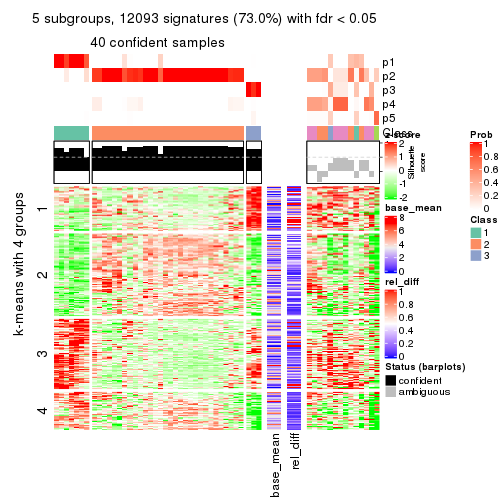 5 subgroups, 12093 signatures (73.0%) with fdr < 0.05
40 confident samples
p1
p2
p3
p4
p5
Class
z-score
2
1
0
-1
-2
Silhouette
score
base_mean
8
6
4
2
0
rel_diff
1
0.8
0.6
0.4
0.2
0
Status (barplots)
confident
ambiguous
Prob
1
0.8
0.6
0.4
0.2
0
Class
1
2
3
k-means with 4 groups
1
2
3
4
base_mean
rel_diff